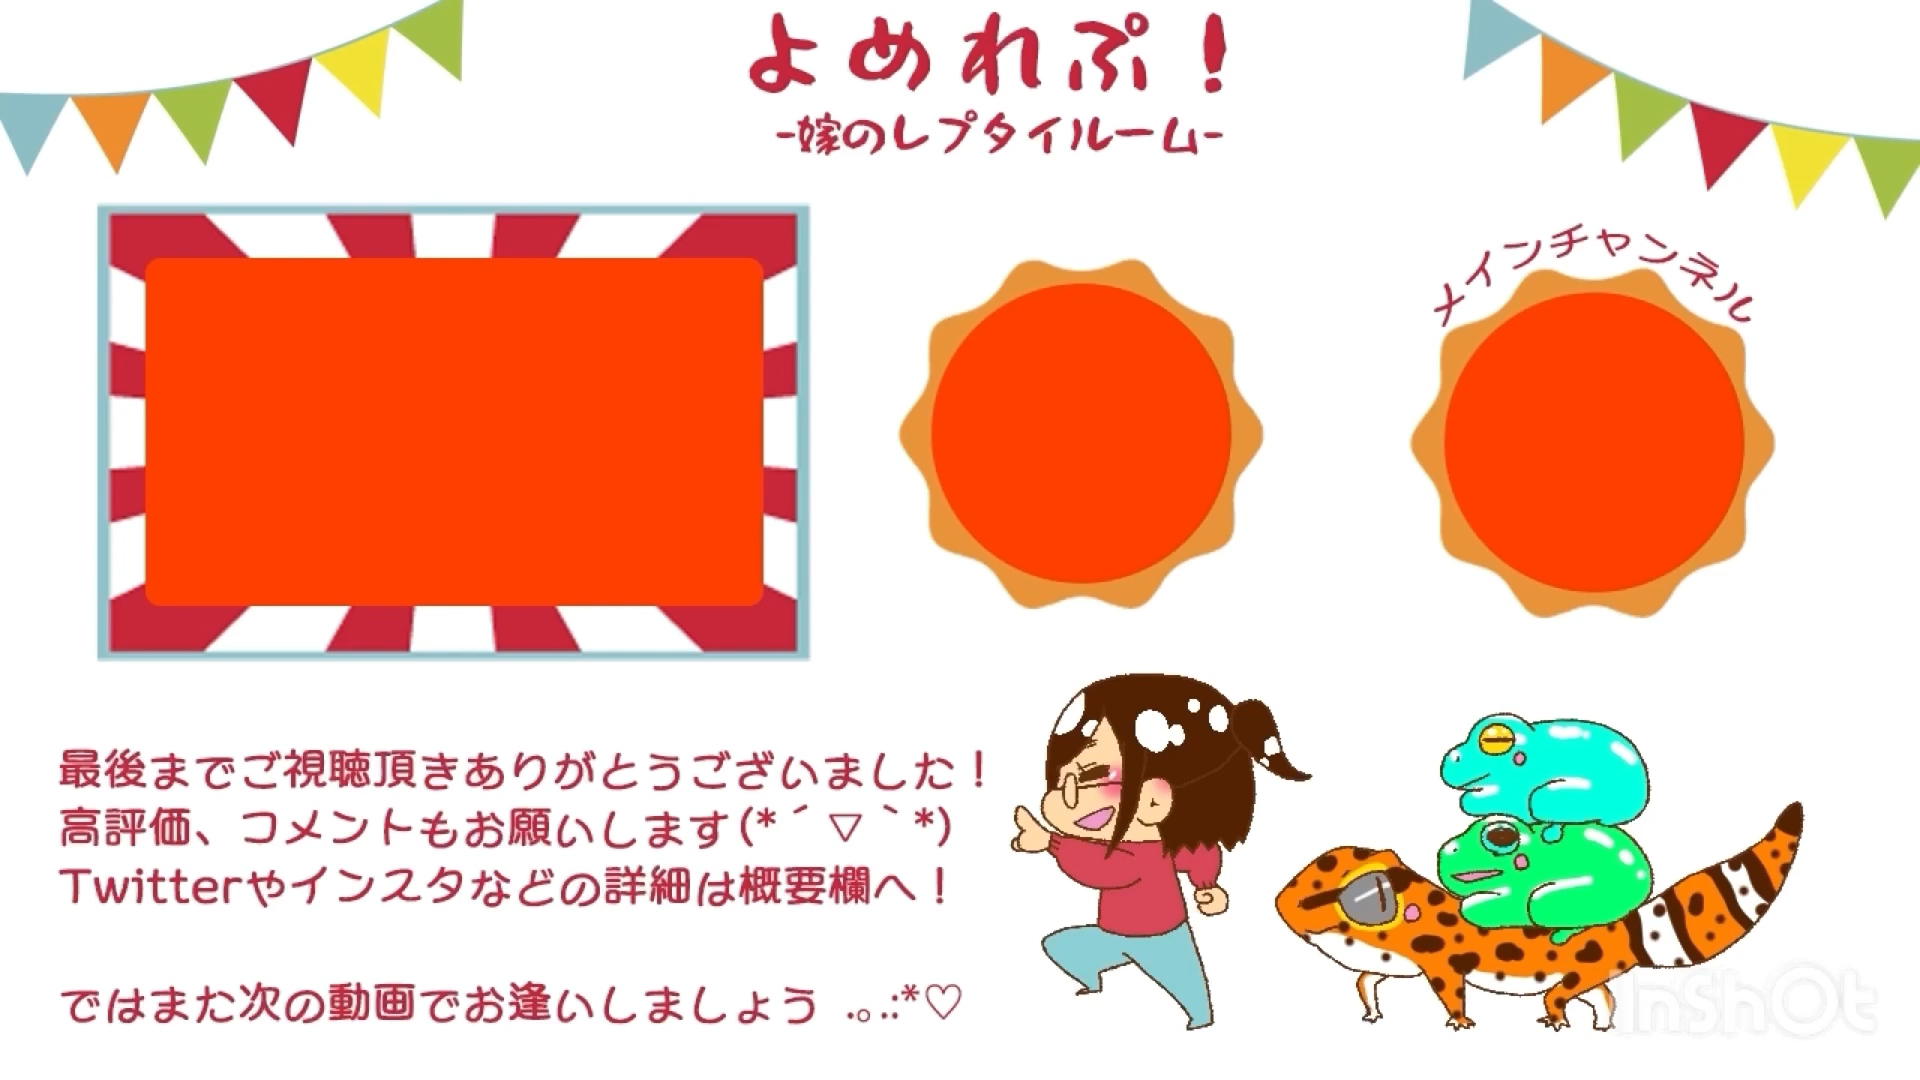 よめれぷ！
-嫁のレプタイルーム-
メインチャンネル
最後までご視聴頂きありがとうございました！
高評価、コメントもお願いします(*´▽｀*)
Twitterやインスタなどの詳細は概要欄へ！
ではまた次の動画でお逢いしましょう .｡.:*♡
InShOt